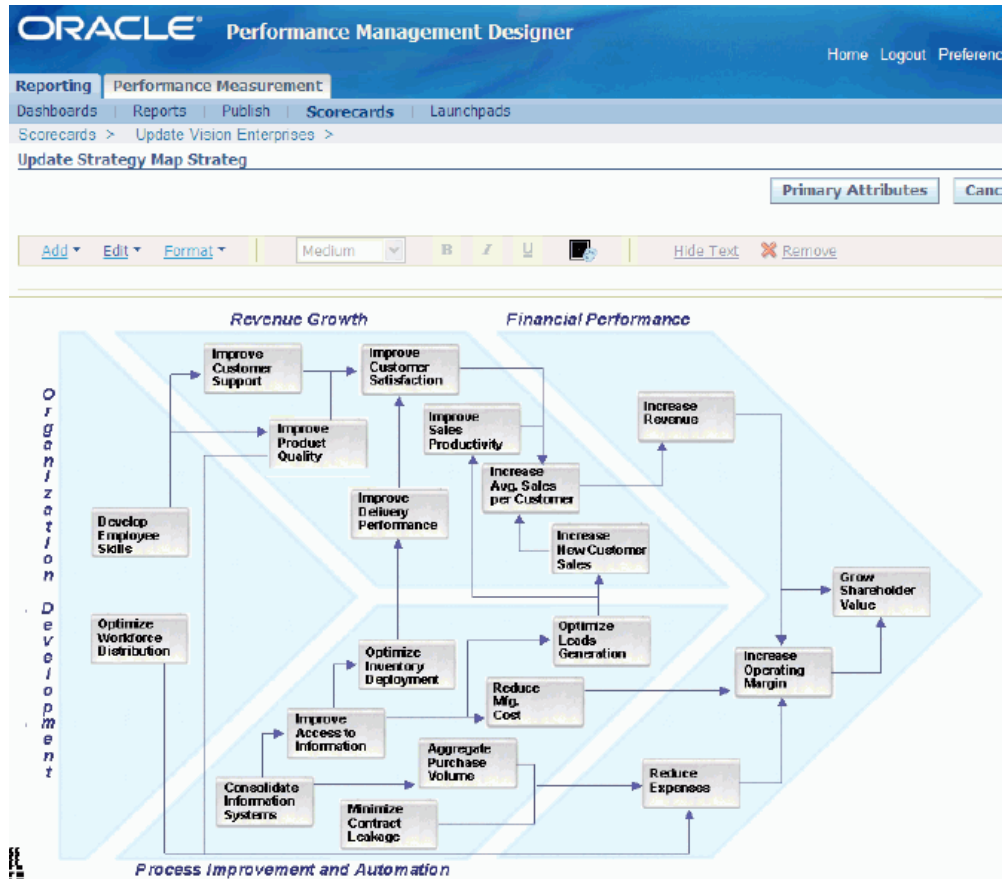 ORACLE® Performance Management Designer
Home Logout Preferenc
Reporting Performance Measurement
Dashboards | Reports | Publish | Scorecards | Launchpads
Scorecards > Update Vision Enterprises >
Update Strategy Map Strateg
Primary Attributes Canc
Add Edit Format Medium B I U Hide Text Remove
Revenue Growth
Financial Performance
Organization Development
Improve
Customer
Support
Improve
Customer
Satisfaction
Improve
Product
Quality
Improve
Sales
Productivity
Increase
Revenue
Increase
Avg. Sales
per Customer
Develop
Employee
Skills
Improve
Delivery
Performance
Increase
New Customer
Sales
Grow
Shareholder
Value
Optimize
Workforce
Distribution
Optimize
Inventory
Deployment
Optimize
Leads
Generation
Increase
Operating
Margin
Reduce
Mfg.
Cost
Improve
Access to
Information
Aggregate
Purchase
Volume
Reduce
Expenses
Consolidate
Information
Systems
Minimize
Contract
Leakage
Process Improvement and Automation